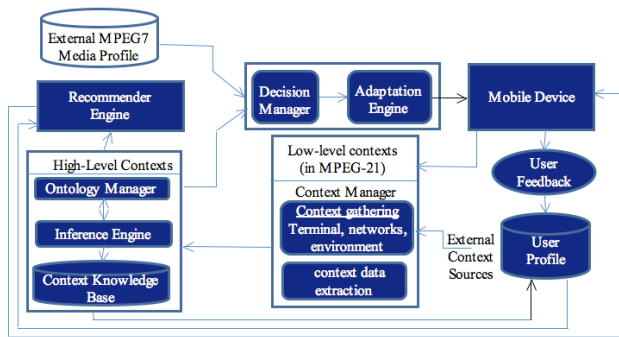 External MPEG7
Media Profile
Recommender
Engine
Decision
Manager
Adaptation
Engine
Mobile Device
High-Level Contexts
Ontology Manager
Inference Engine
Context Knowledge
Base
Low-level contexts
(in MPEG-21)
Context Manager
Context gathering
Terminal, networks,
environment
context data
extraction
External
Context
Sources
User
Feedback
User
Profile